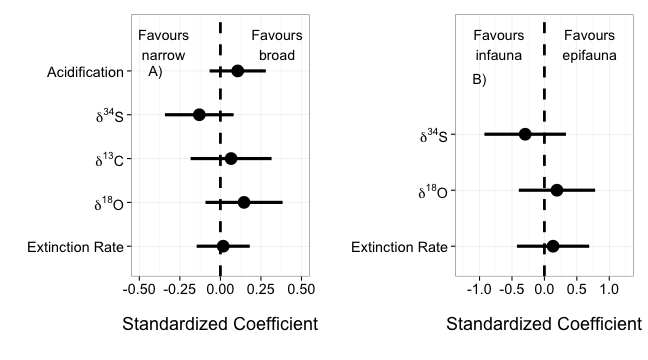 Favours narrow
Favours broad
A)
Acidification
δ³⁴S
δ¹³C
δ¹⁸O
Extinction Rate
-0.50 -0.25 0.00 0.25 0.50
Standardized Coefficient
Favours infauna
Favours epifauna
B)
δ³⁴S
δ¹⁸O
Extinction Rate
-1.0 -0.5 0.0 0.5 1.0
Standardized Coefficient